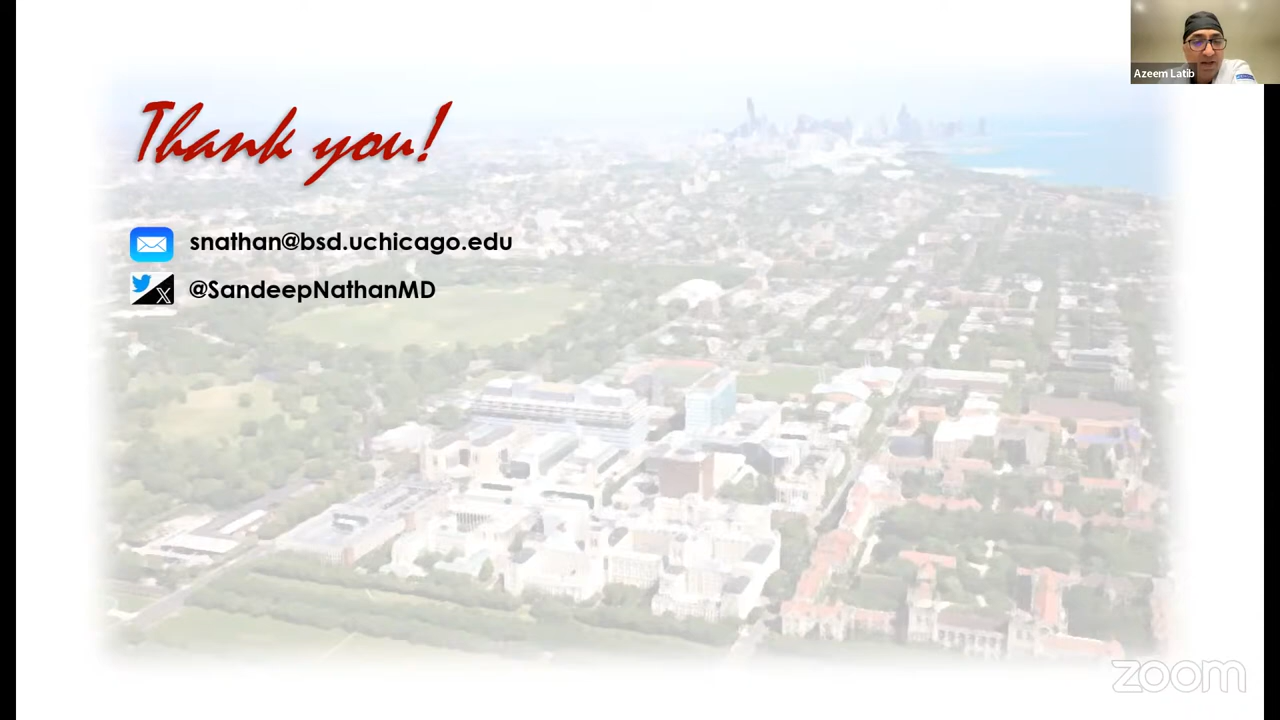 Thank you!
snathan@bsd.uchicago.edu
@SandeepNathanMD
Azeem Latib
zoom